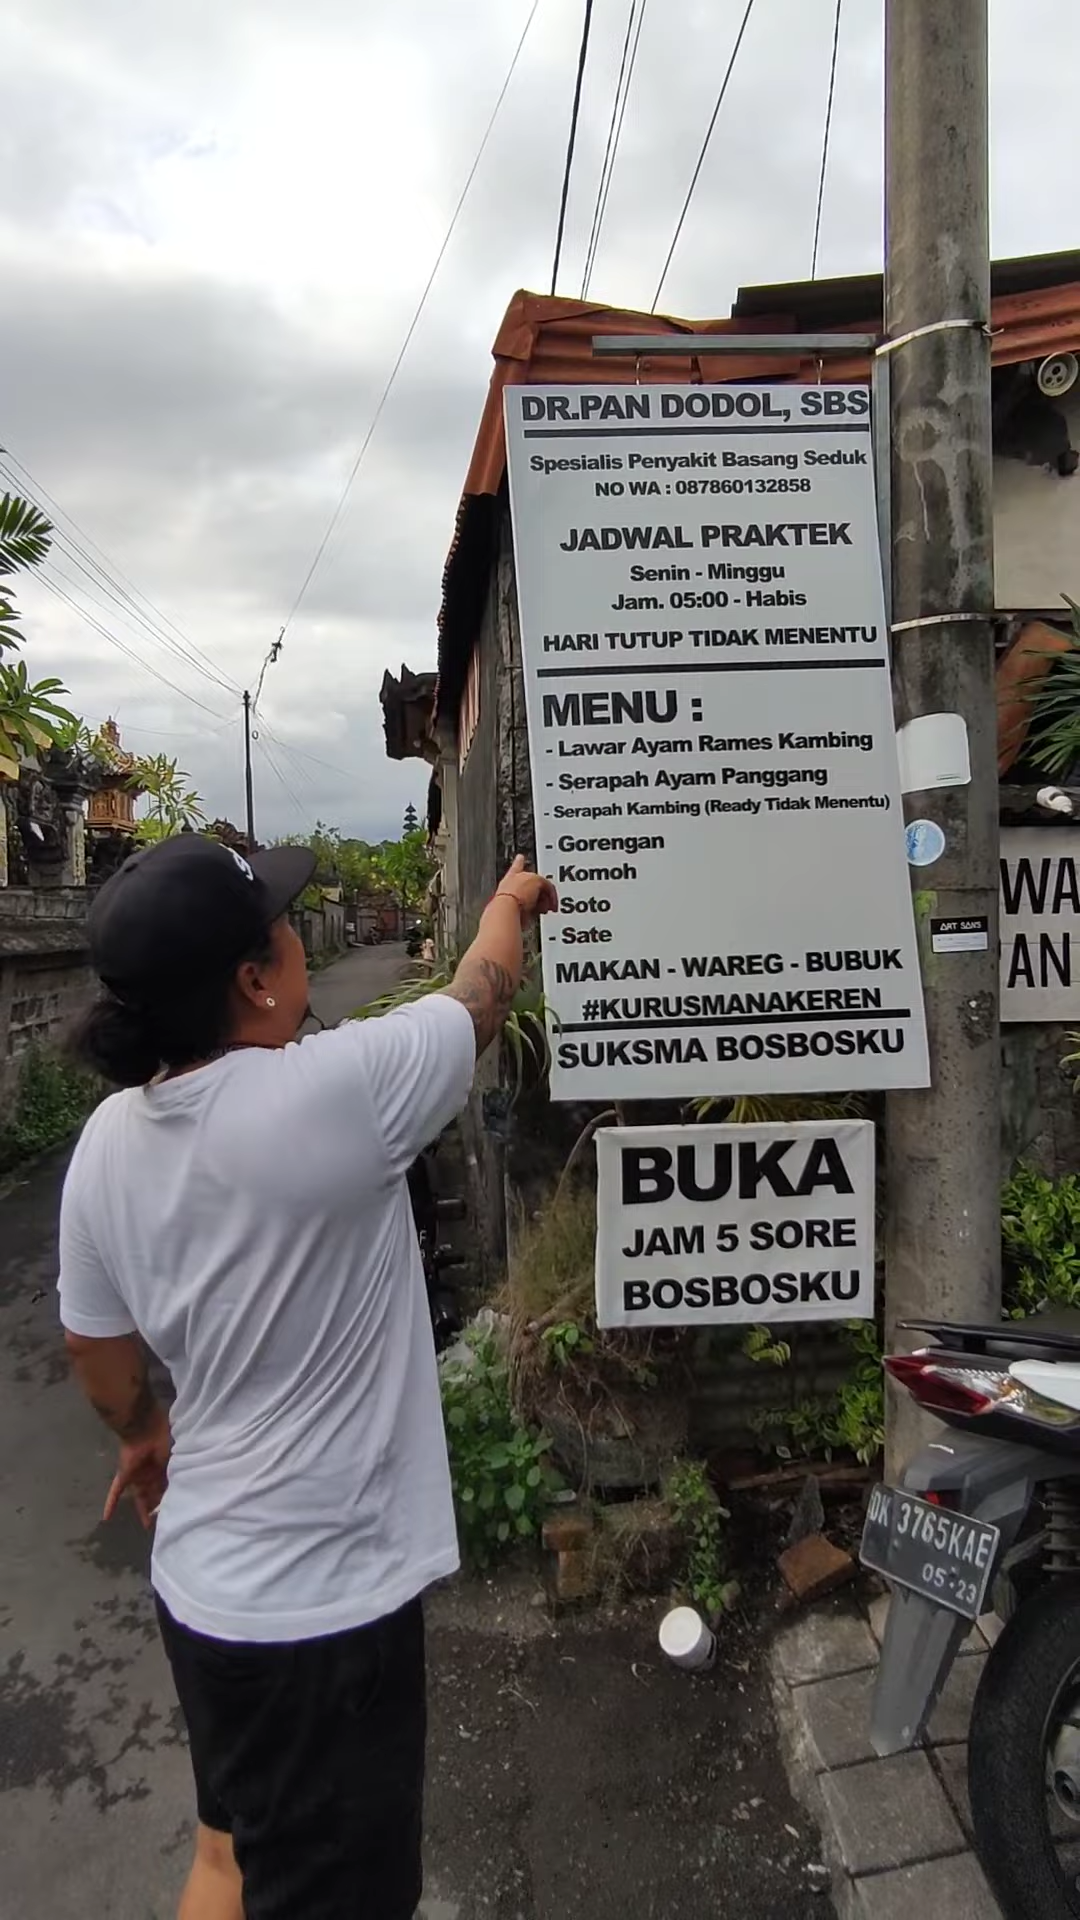 DR.PAN DODOL, SBS
Spesialis Penyakit Basang Seduk
NO WA : 087860132858
JADWAL PRAKTEK
Senin - Minggu
Jam. 05:00 - Habis
HARI TUTUP TIDAK MENENTU
MENU :
- Lawar Ayam Rames Kambing
- Serapah Ayam Panggang
- Serapah Kambing (Ready Tidak Menentu)
- Gorengan
- Komoh
Soto
- Sate
MAKAN - WAREG - BUBUK
#KURUSMANAKEREN
SUKSMA BOSBOSKU
BUKA
JAM 5 SORE
BOSBOSKU
ART SANS
WA
AN
DK 3765KAE
05·23